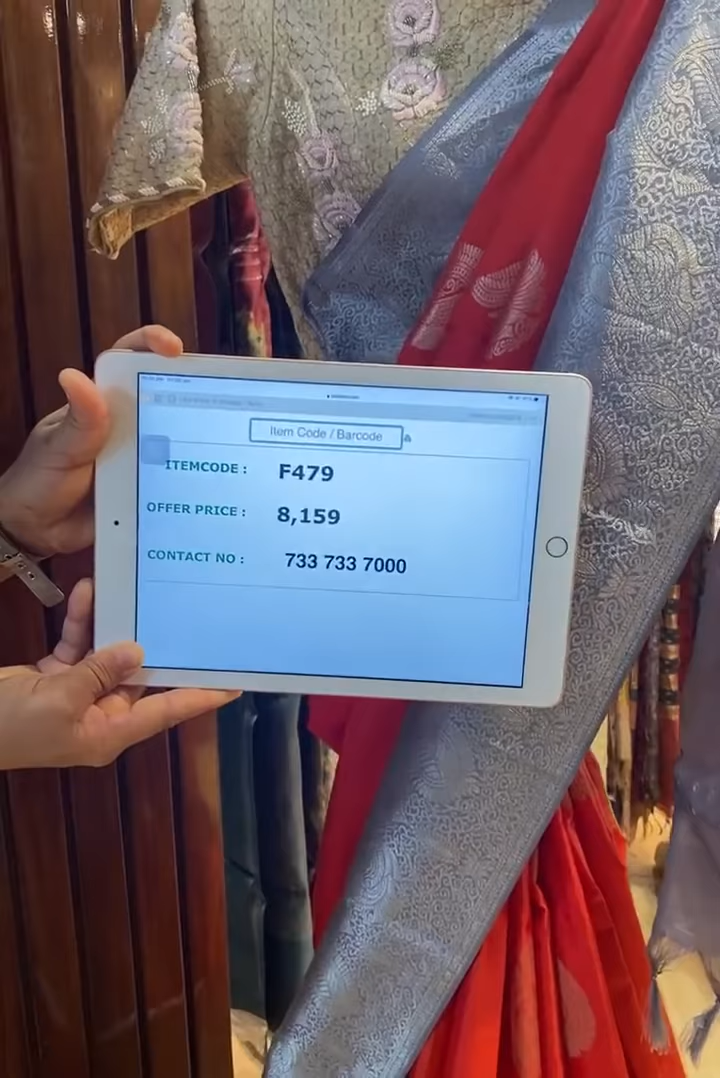 Item Code / Barcode
ITEMCODE : F479
OFFER PRICE : 8,159
CONTACT NO : 733 733 7000